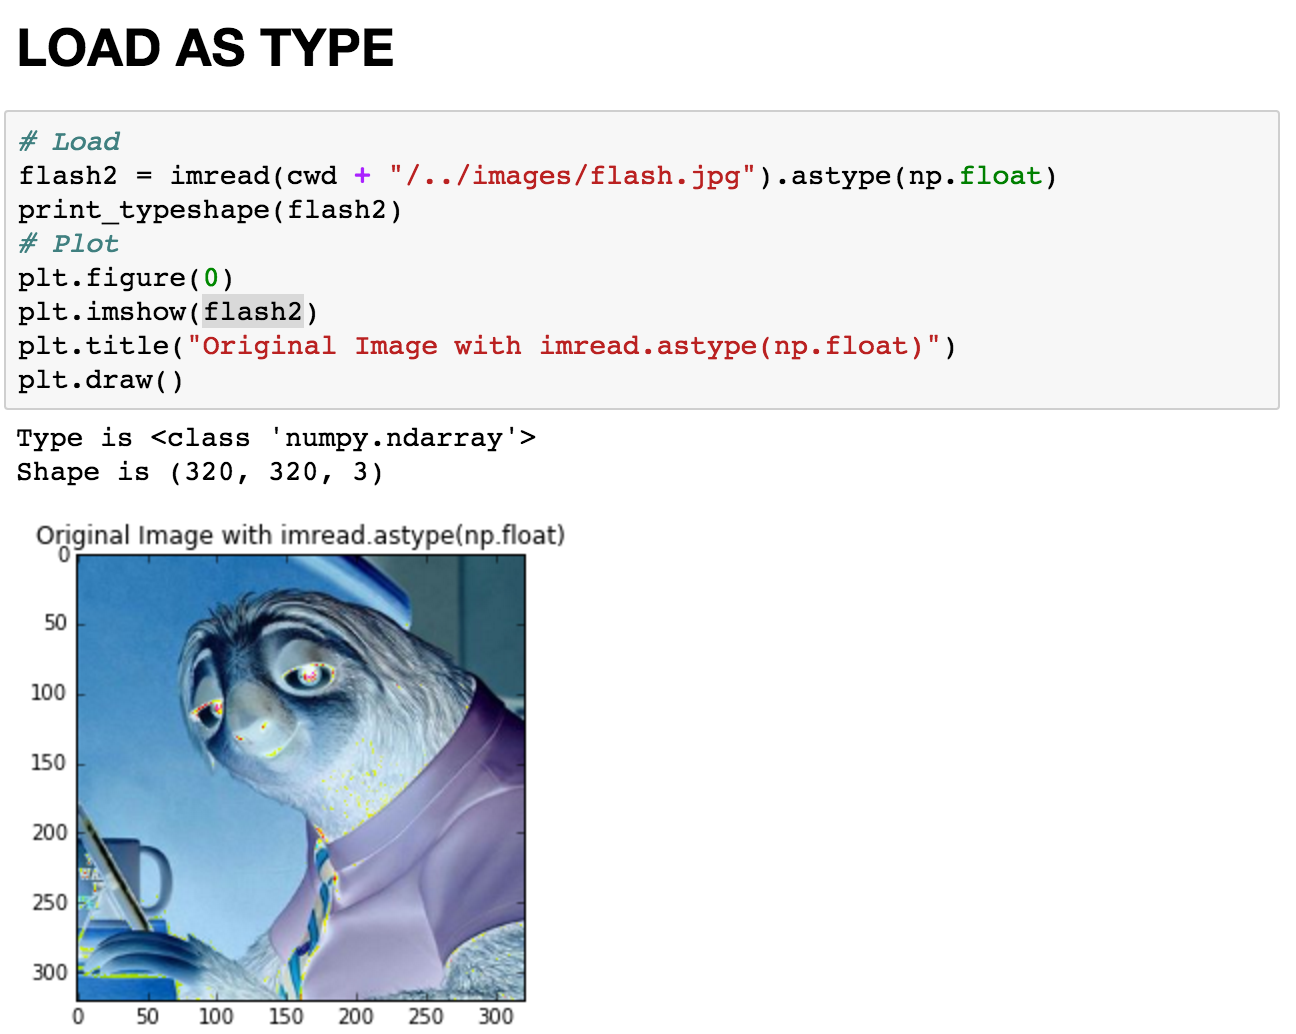 LOAD AS TYPE
# Load
flash2 = imread(cwd + "/../images/flash.jpg").astype(np.float)
print_typeshape(flash2)
# Plot
plt.figure(0)
plt.imshow(flash2)
plt.title("Original Image with imread.astype(np.float)")
plt.draw()
Type is <class 'numpy.ndarray'>
Shape is (320, 320, 3)
Original Image with imread.astype(np.float)
0
50
100
150
200
250
300
0 50 100 150 200 250 300